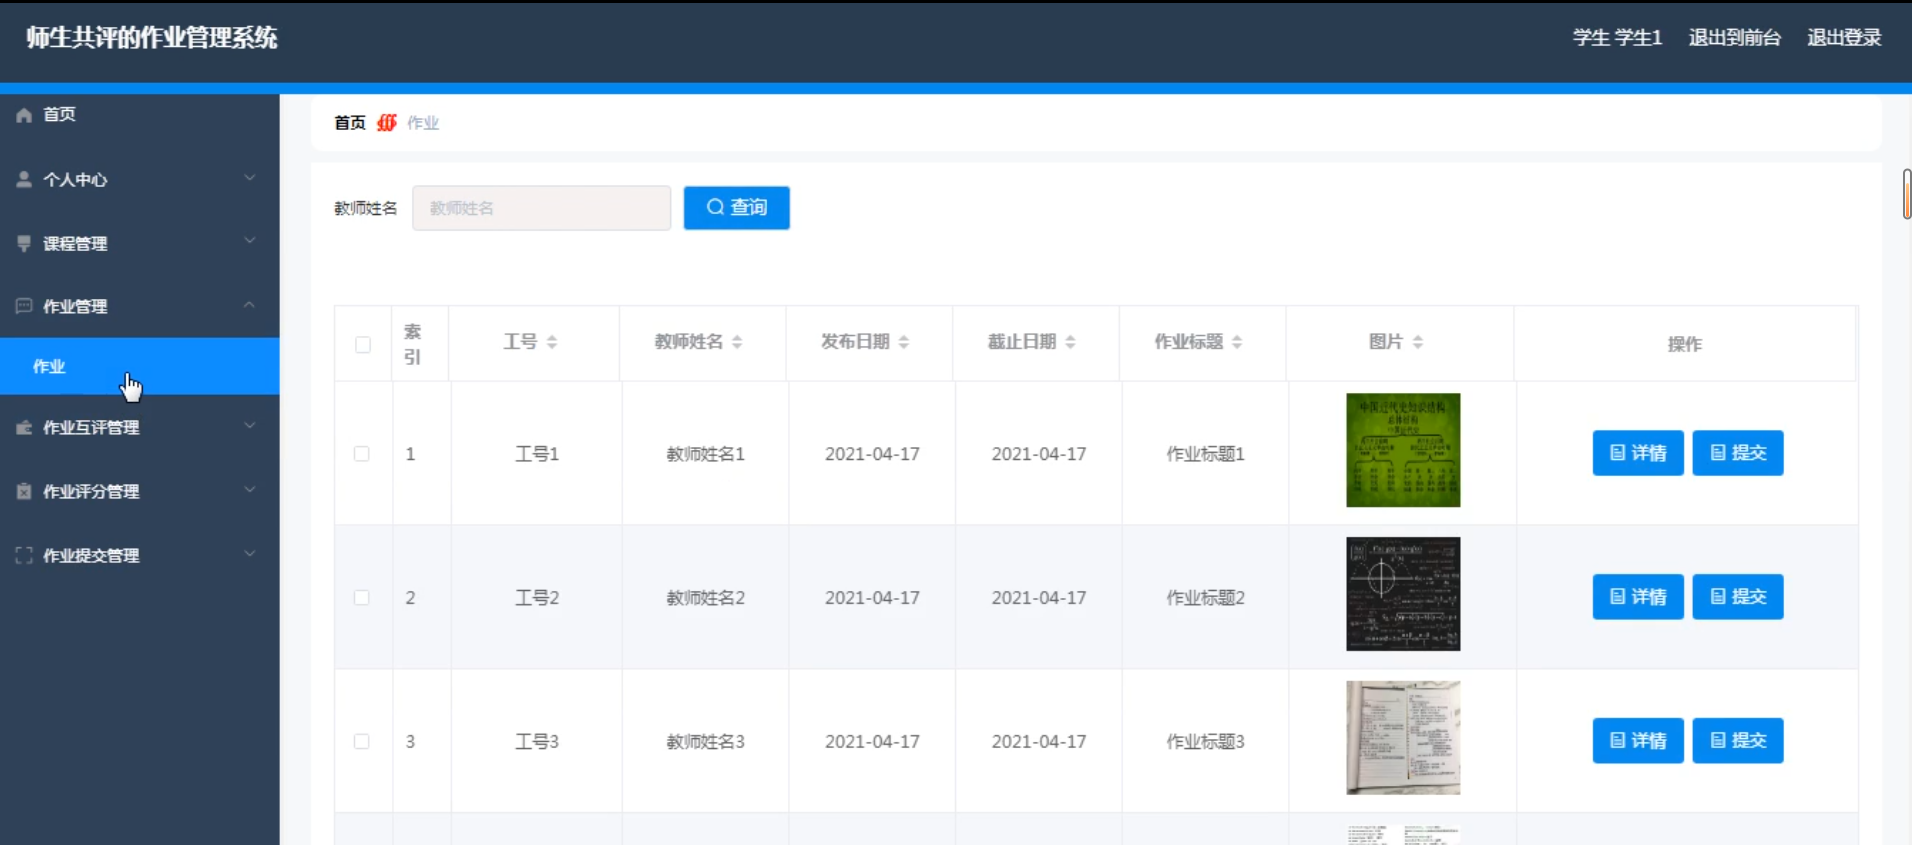 师生共评的作业管理系统
学生 学生1 退出到前台 退出登录
首页
个人中心
课程管理
作业管理
作业
作业互评管理
作业评分管理
作业提交管理
首页 作业
教师姓名 教师姓名 查询
索引 工号 教师姓名 发布日期 截止日期 作业标题 图片 操作
中国近代史知识结构
总体结构
1 工号1 教师姓名1 2021-04-17 2021-04-17 作业标题1 详情 提交
2 工号2 教师姓名2 2021-04-17 2021-04-17 作业标题2 详情 提交
3 工号3 教师姓名3 2021-04-17 2021-04-17 作业标题3 详情 提交